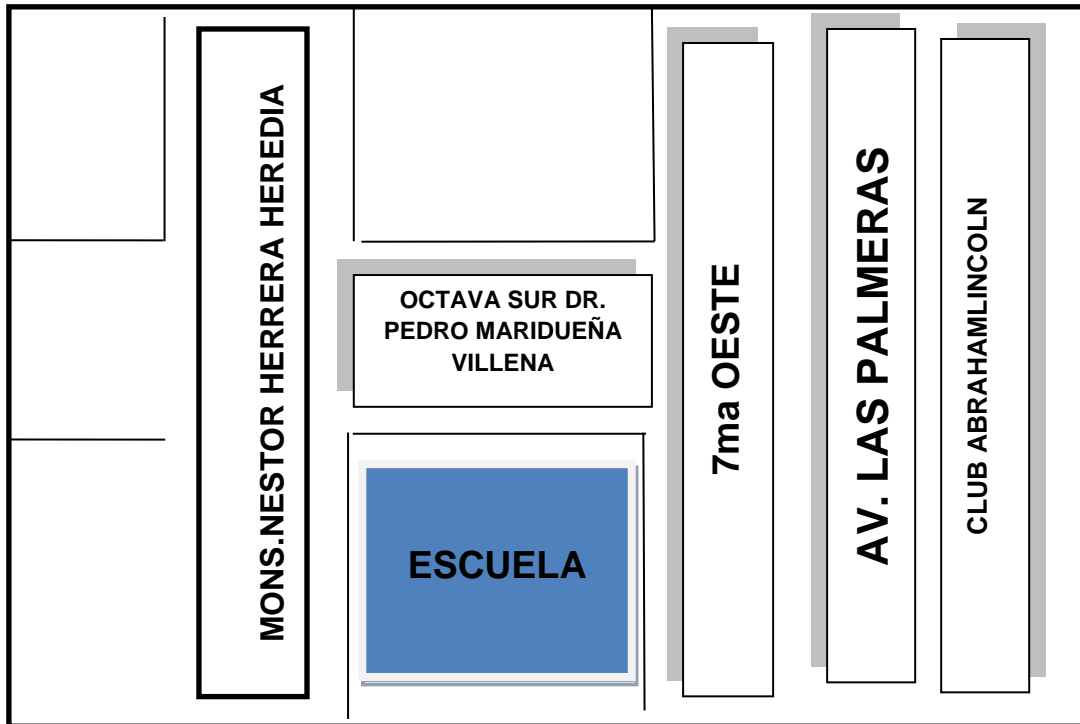 MONS.NESTOR HERRERA HEREDIA
OCTAVA SUR DR.
PEDRO MARIDUEÑA
VILLENA
ESCUELA
7ma OESTE
AV. LAS PALMERAS
CLUB ABRAHAMLINCOLN